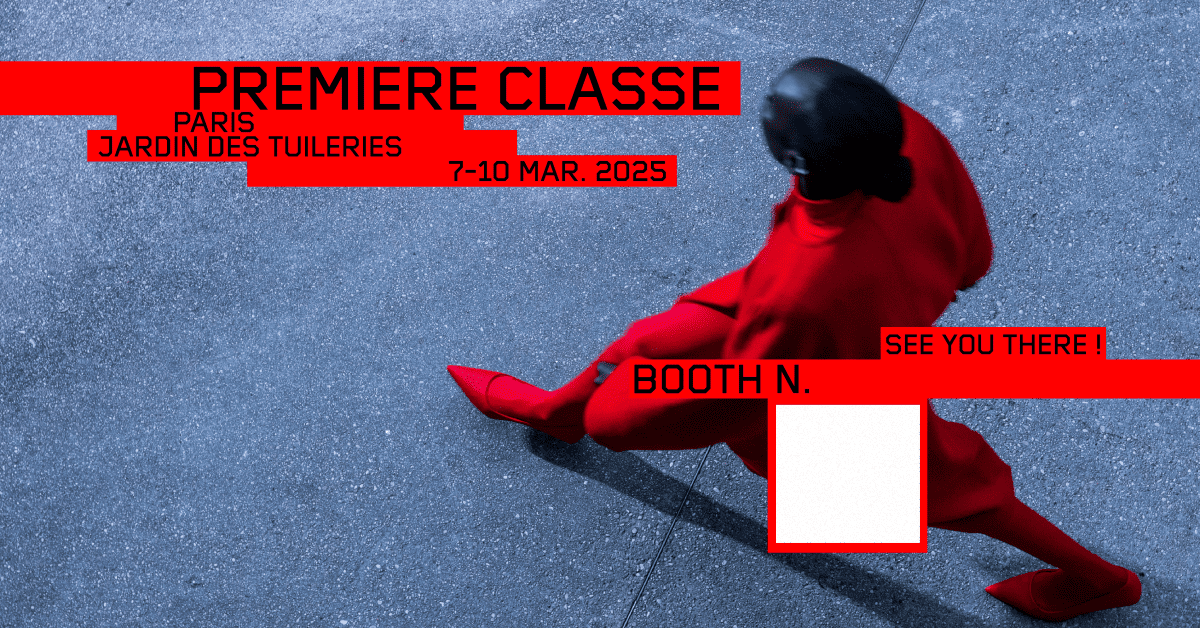 PREMIERE CLASSE
PARIS
JARDIN DES TUILERIES
7-10 MAR. 2025
SEE YOU THERE !
BOOTH N.